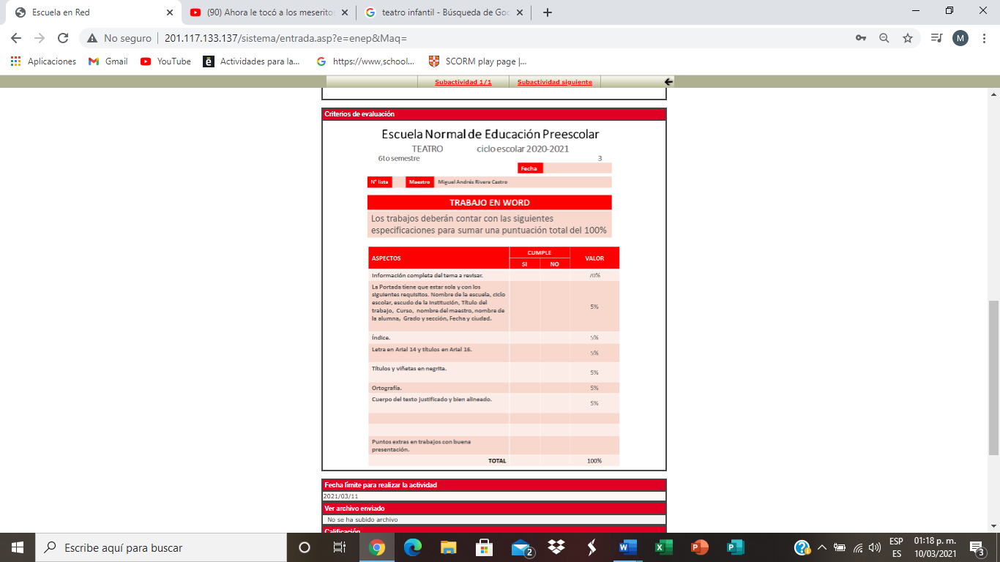 Escuela en Red
(90) Ahora le tocó a los meseritos
teatro infantil - Búsqueda de Goo
No seguro
201.117.133.137/sistema/entrada.asp?e=enep&Maq=
M
Aplicaciones
Gmail
YouTube
Actividades para la...
https://www.school...
SCORM play page |...
Subactividad 1/1
Subactividad siguiente
Criterios de evaluación
Escuela Normal de Educación Preescolar
TEATRO ciclo escolar 2020-2021
6to semestre 3
Fecha
N° lista Maestro Miguel Andrés Rivera Castro
TRABAJO EN WORD
Los trabajos deberán contar con las siguientes
especificaciones para sumar una puntuación total del 100%
ASPECTOS CUMPLE VALOR
SI NO
Información completa del tema a revisar. 70%
La Portada tiene que estar sola y con los
siguientes requisitos. Nombre de la escuela, ciclo
escolar, escudo de la Institución, Título del
trabajo, Curso, nombre del maestro, nombre de
la alumna, Grado y sección, Fecha y ciudad.
5%
Índice. 5%
Letra en Arial 14 y títulos en Arial 16. 5%
Títulos y viñetas en negrita. 5%
Ortografía. 5%
Cuerpo del texto justificado y bien alineado. 5%
Puntos extras en trabajos con buena
presentación.
TOTAL 100%
Fecha límite para realizar la actividad
2021/03/11
Ver archivo enviado
No se ha subido archivo
Calificación
Escribe aquí para buscar
2
ESP
ES
01:18 p. m.
10/03/2021
3